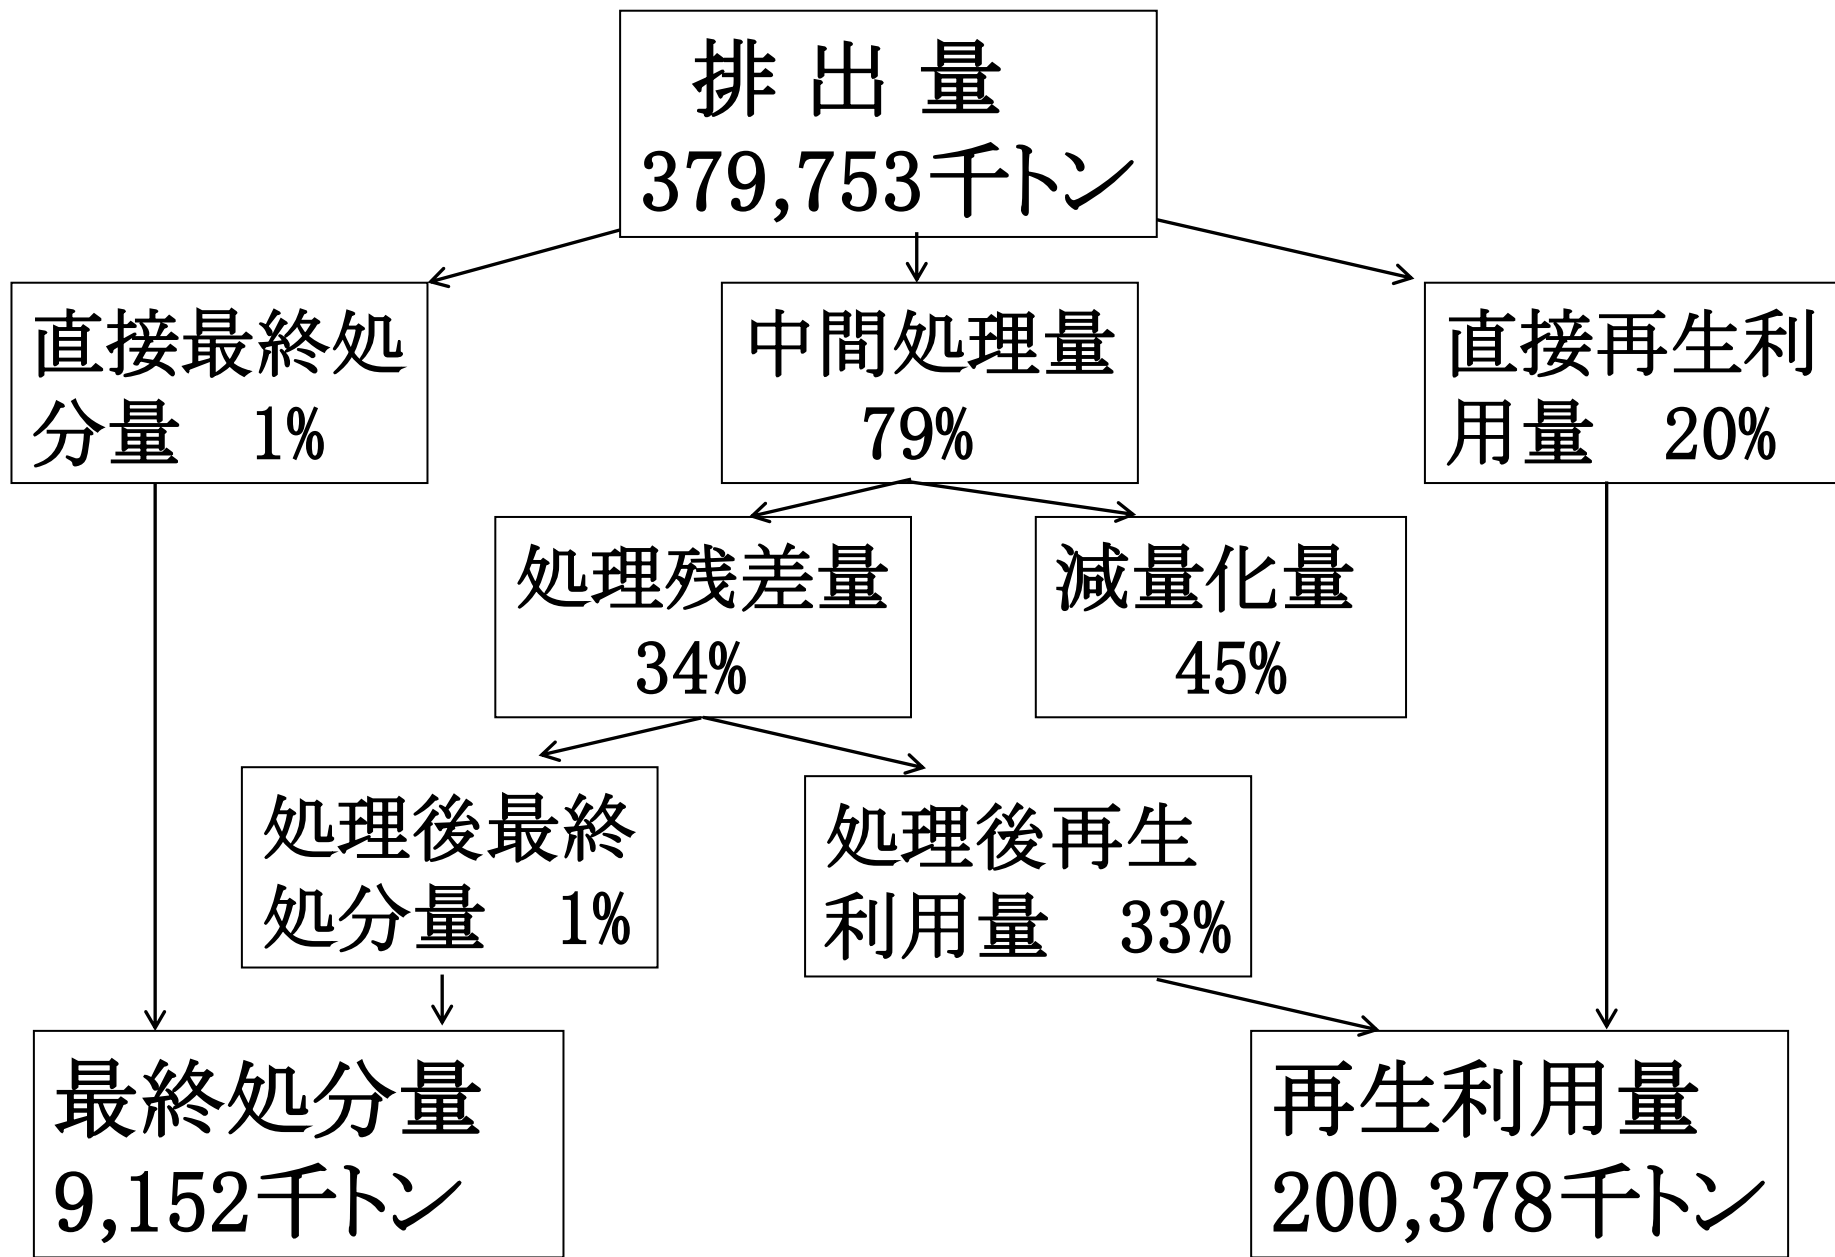 排 出 量
379,753千トン
直接最終処
分量　1%
中間処理量
79%
直接再生利
用量　20%
処理残差量
34%
減量化量
45%
処理後最終
処分量　1%
処理後再生
利用量　33%
最終処分量
9,152千トン
再生利用量
200,378千トン